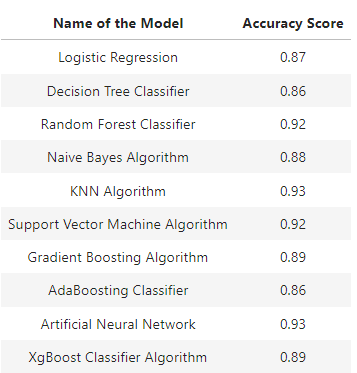 Name of the Model Accuracy Score
Logistic Regression 0.87
Decision Tree Classifier 0.86
Random Forest Classifier 0.92
Naive Bayes Algorithm 0.88
KNN Algorithm 0.93
Support Vector Machine Algorithm 0.92
Gradient Boosting Algorithm 0.89
AdaBoosting Classifier 0.86
Artificial Neural Network 0.93
XgBoost Classifier Algorithm 0.89